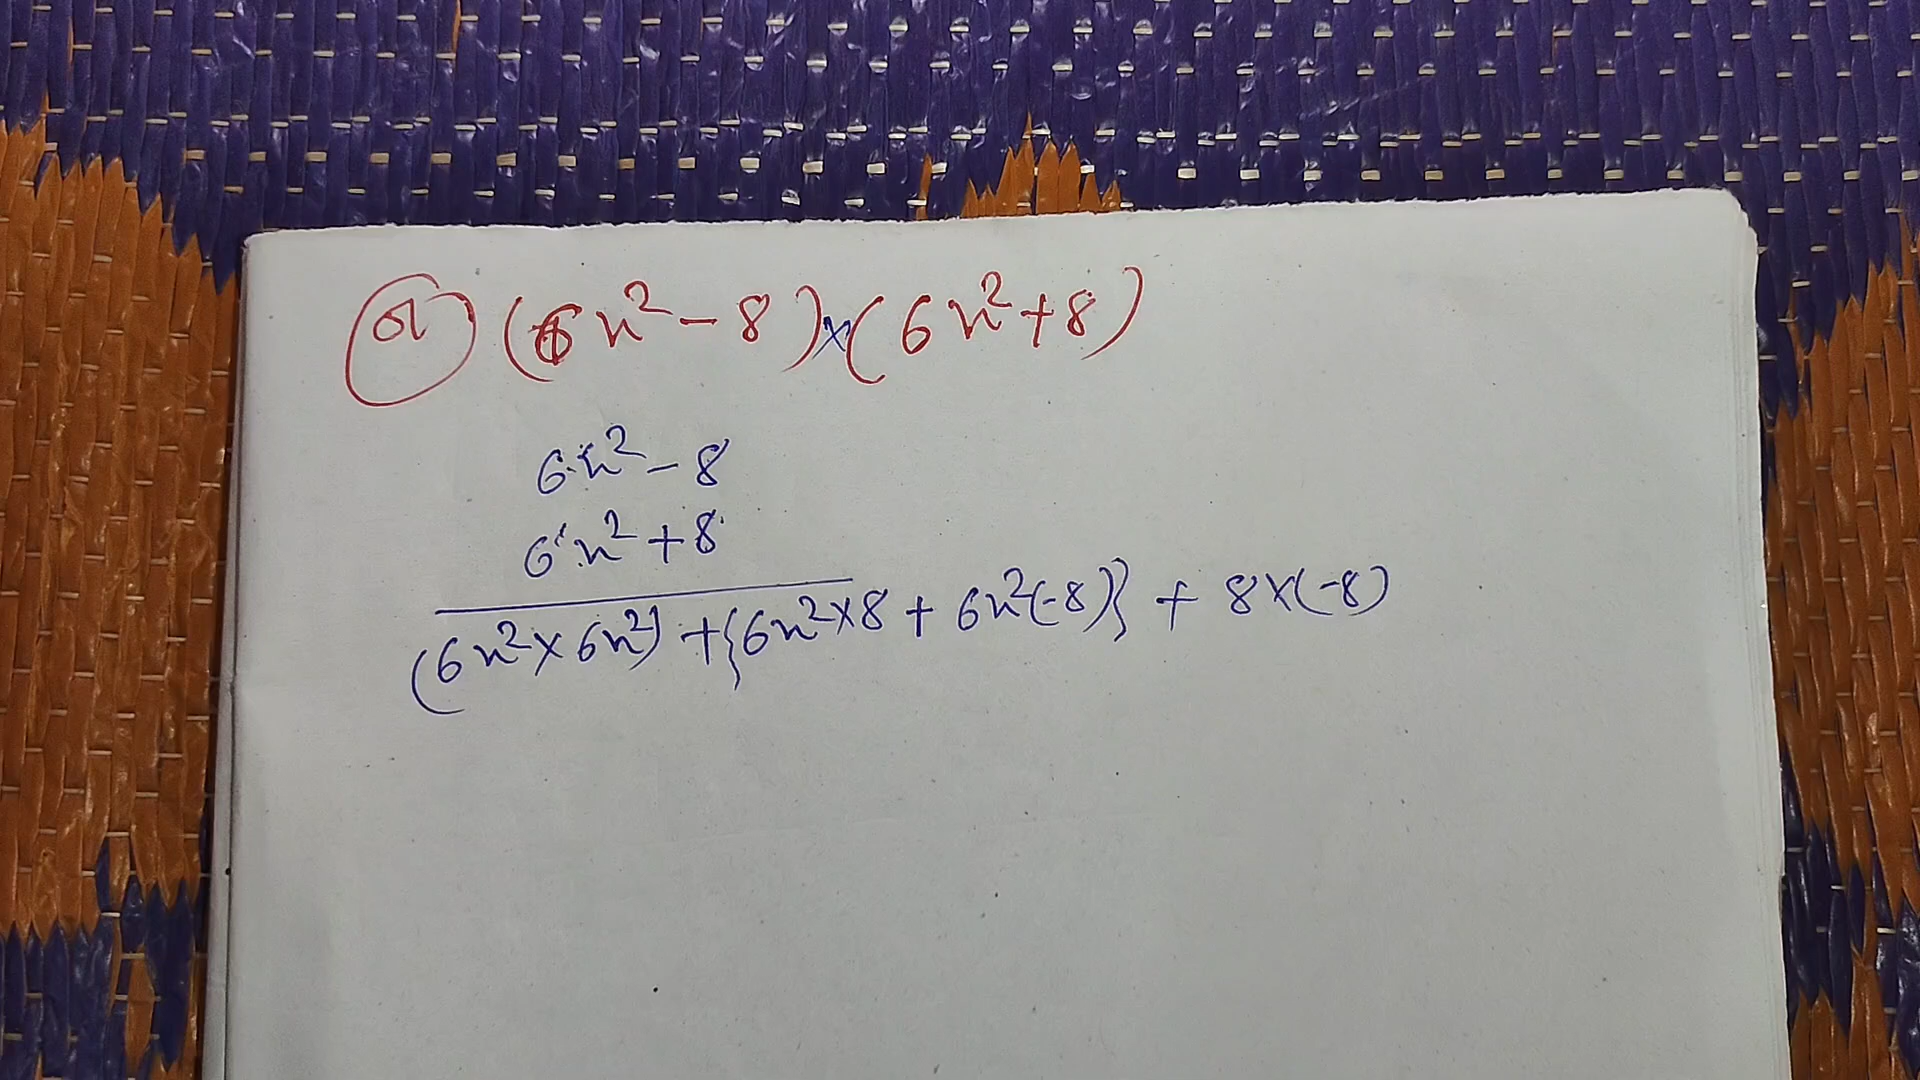 গ (6x² - 8) × (6x² + 8)
6x² - 8
6x² + 8
(6x² × 6x²) + {6x² × 8 + 6x²(-8)} + 8 × (-8)